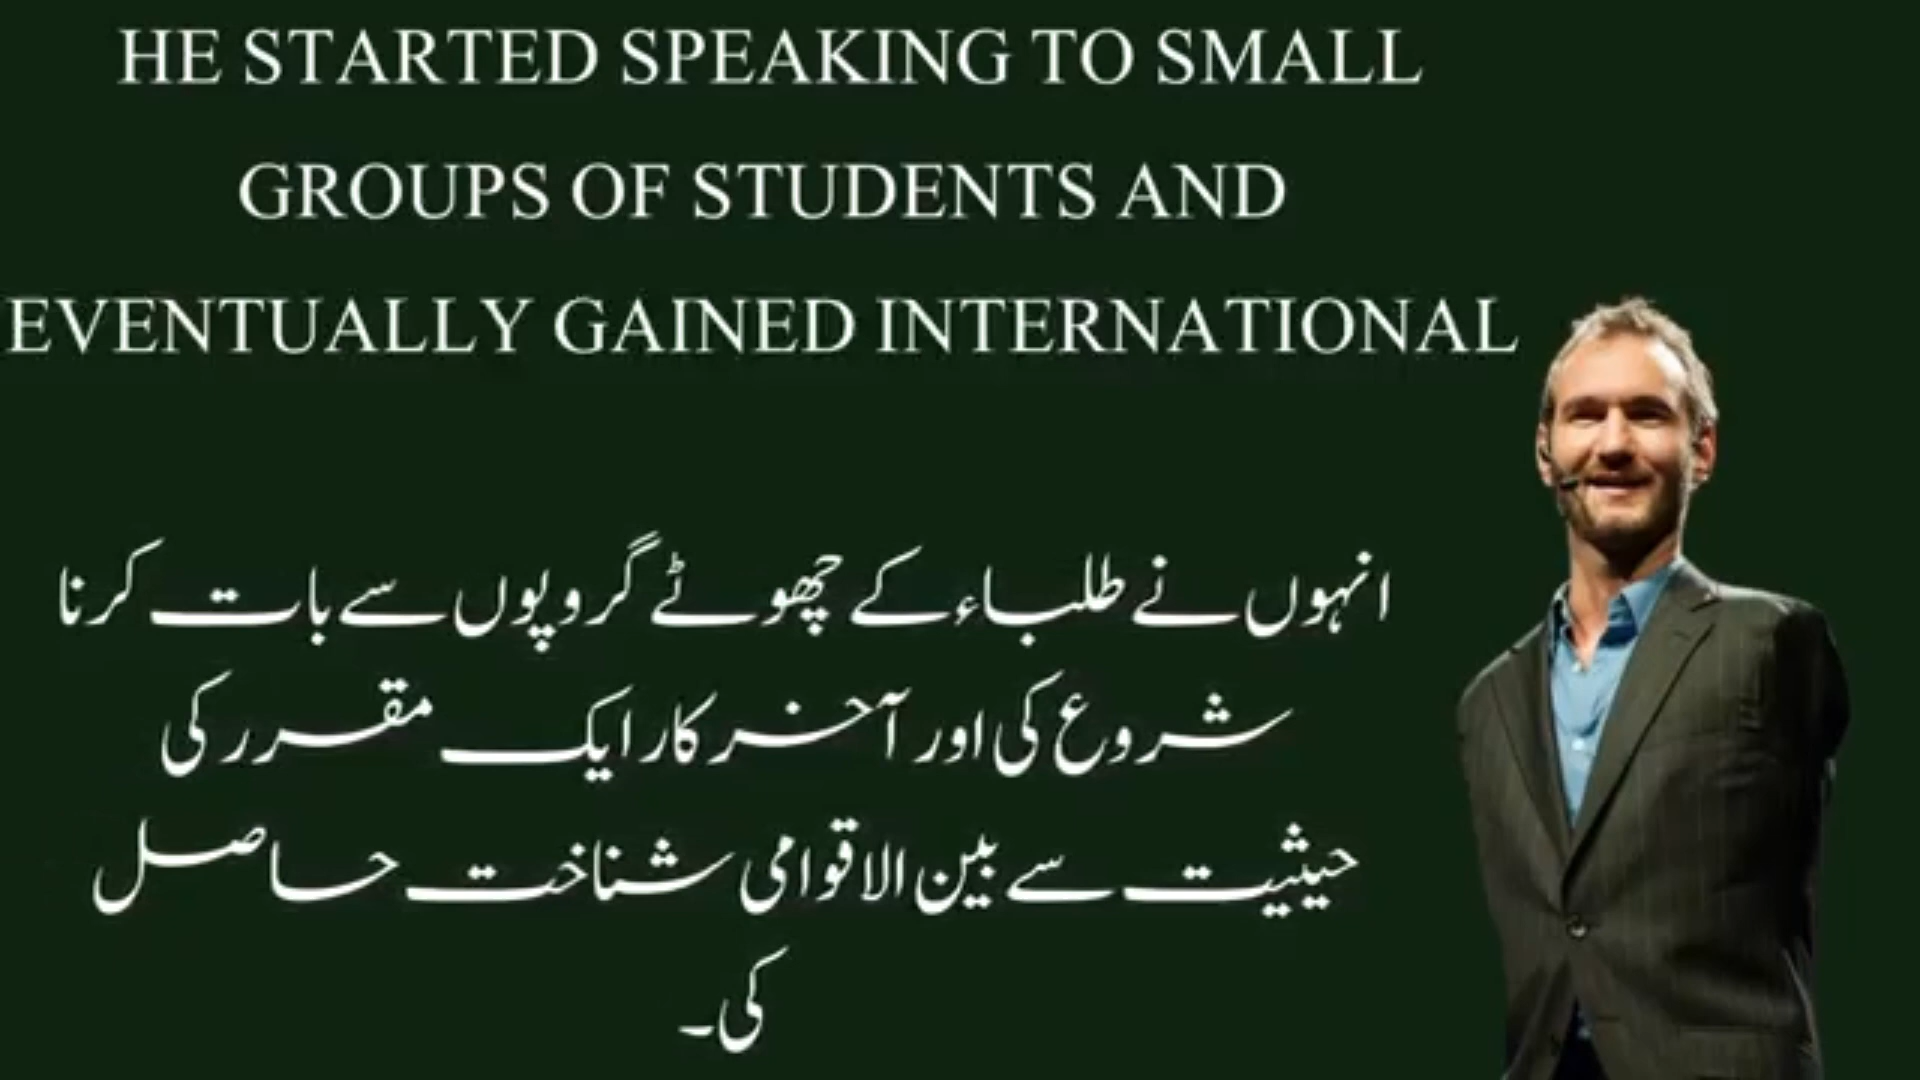 HE STARTED SPEAKING TO SMALL
GROUPS OF STUDENTS AND
EVENTUALLY GAINED INTERNATIONAL
انہوں نے طلباء کے چھوٹے گروپوں سے بات کرنا
شروع کی اور آخر کار ایک مقرر کی
حیثیت سے بین الاقوامی شناخت حاصل
کی۔